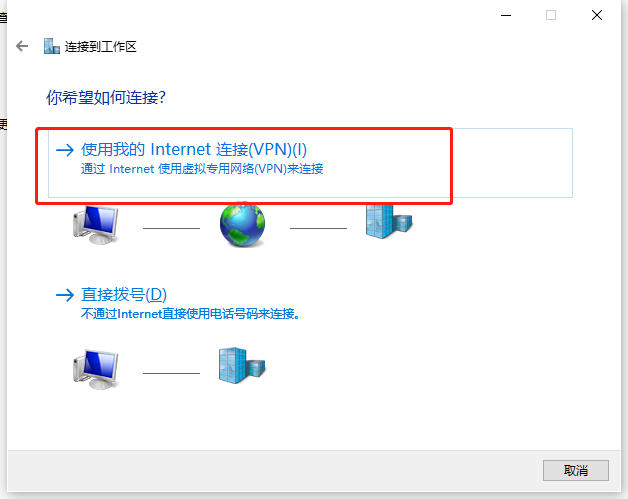 连接到工作区
你希望如何连接?
使用我的 Internet 连接(VPN)(I)
通过 Internet 使用虚拟专用网络(VPN)来连接
直接拨号(D)
不通过Internet直接使用电话号码来连接。
取消